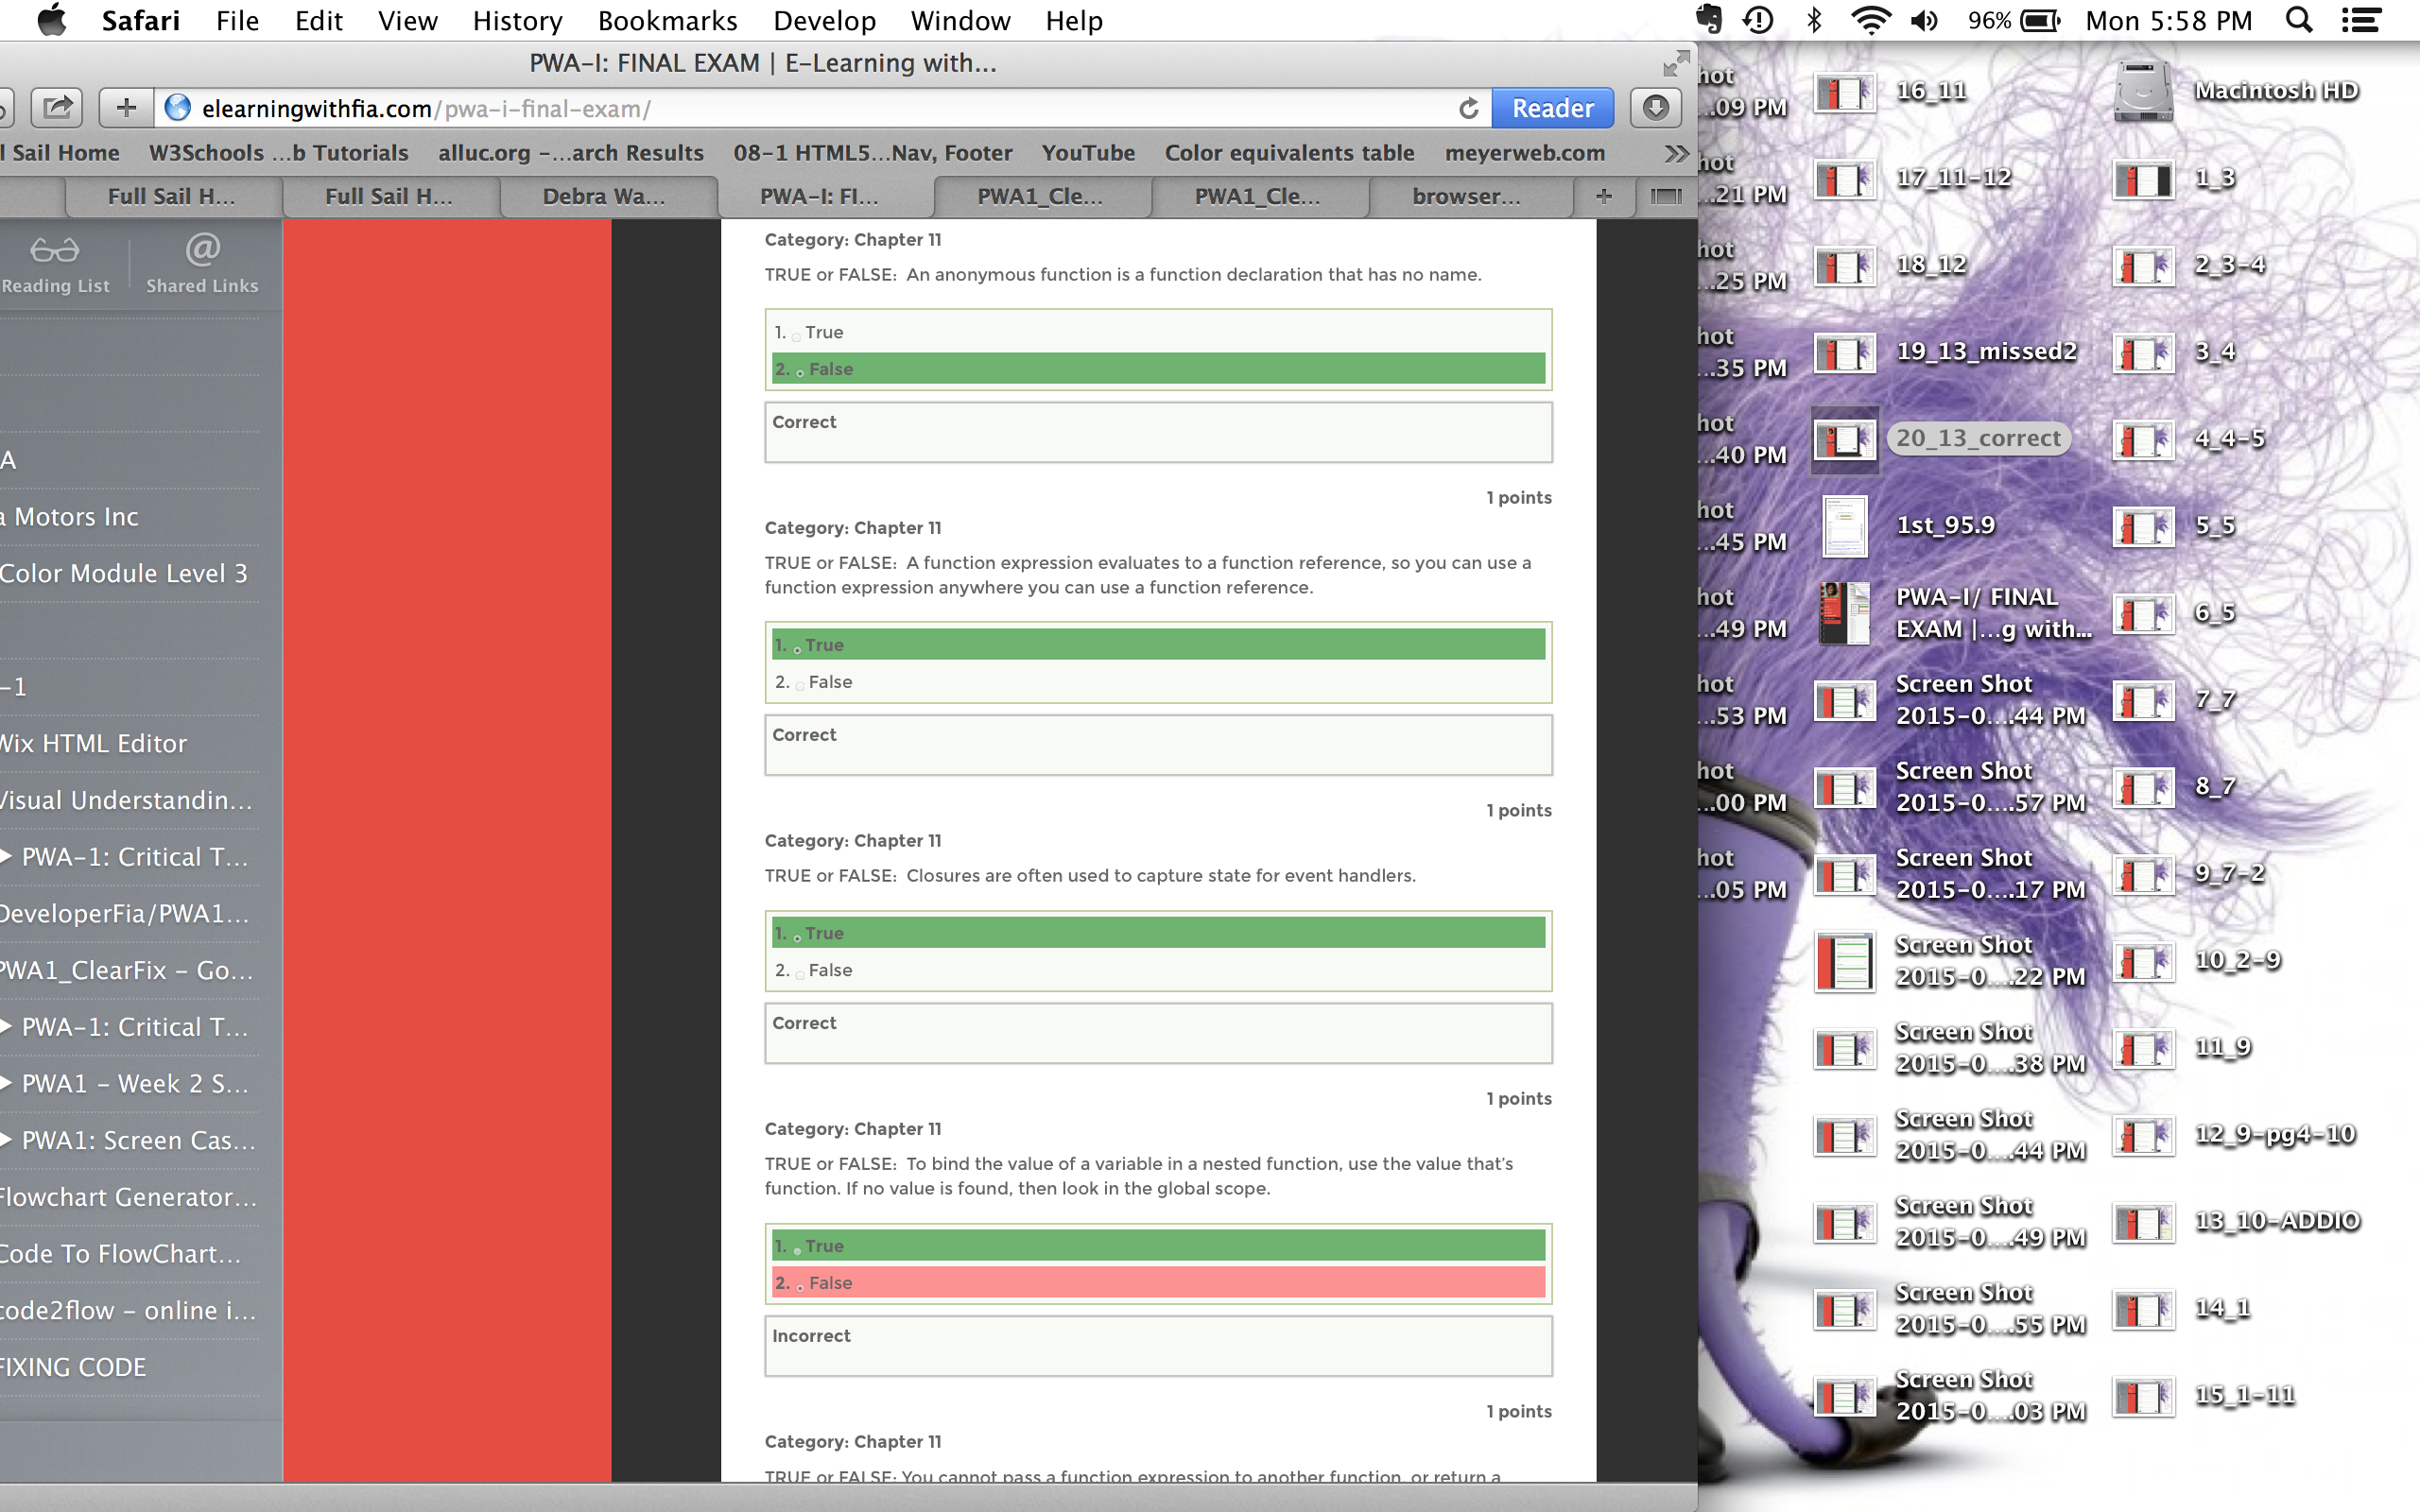 Safari File Edit View History Bookmarks Develop Window Help
96% Mon 5:58 PM
PWA-I: FINAL EXAM | E-Learning with...
elearningwithfia.com/pwa-i-final-exam/
Reader
l Sail Home W3Schools ...b Tutorials alluc.org -...arch Results 08-1 HTML5...Nav, Footer YouTube Color equivalents table meyerweb.com
Full Sail H... Full Sail H... Debra Wa... PWA-I: FI... PWA1_Cle... PWA1_Cle... browser...
Reading List Shared Links
A
a Motors Inc
Color Module Level 3
-1
Wix HTML Editor
Visual Understandin...
PWA-1: Critical T...
DeveloperFia/PWA1...
PWA1_ClearFix - Go...
PWA-1: Critical T...
PWA1 - Week 2 S...
PWA1: Screen Cas...
Flowchart Generator...
Code To FlowChart...
code2flow - online i...
FIXING CODE
Category: Chapter 11
TRUE or FALSE: An anonymous function is a function declaration that has no name.
1. True
2. False
Correct
1 points
Category: Chapter 11
TRUE or FALSE: A function expression evaluates to a function reference, so you can use a
function expression anywhere you can use a function reference.
1. True
2. False
Correct
1 points
Category: Chapter 11
TRUE or FALSE: Closures are often used to capture state for event handlers.
1. True
2. False
Correct
1 points
Category: Chapter 11
TRUE or FALSE: To bind the value of a variable in a nested function, use the value that's
function. If no value is found, then look in the global scope.
1. True
2. False
Incorrect
1 points
Category: Chapter 11
TRUE or FALSE: You cannot pass a function expression to another function, or return a
hot
...09 PM
hot
...21 PM
hot
...25 PM
hot
...35 PM
hot
...40 PM
hot
...45 PM
hot
...49 PM
hot
...53 PM
hot
...00 PM
hot
...05 PM
16_11
17_11-12
18_12
19_13_missed2
20_13_correct
1st_95.9
PWA-I/ FINAL
EXAM |...g with...
Screen Shot
2015-0....44 PM
Screen Shot
2015-0....57 PM
Screen Shot
2015-0....17 PM
Screen Shot
2015-0....22 PM
Screen Shot
2015-0....38 PM
Screen Shot
2015-0....44 PM
Screen Shot
2015-0....49 PM
Screen Shot
2015-0....55 PM
Screen Shot
2015-0....03 PM
Macintosh HD
1_3
2_3-4
3_4
4_4-5
5_5
6_5
7_7
8_7
9_7-2
10_2-9
11_9
12_9-pg4-10
13_10-ADDIO
14_1
15_1-11